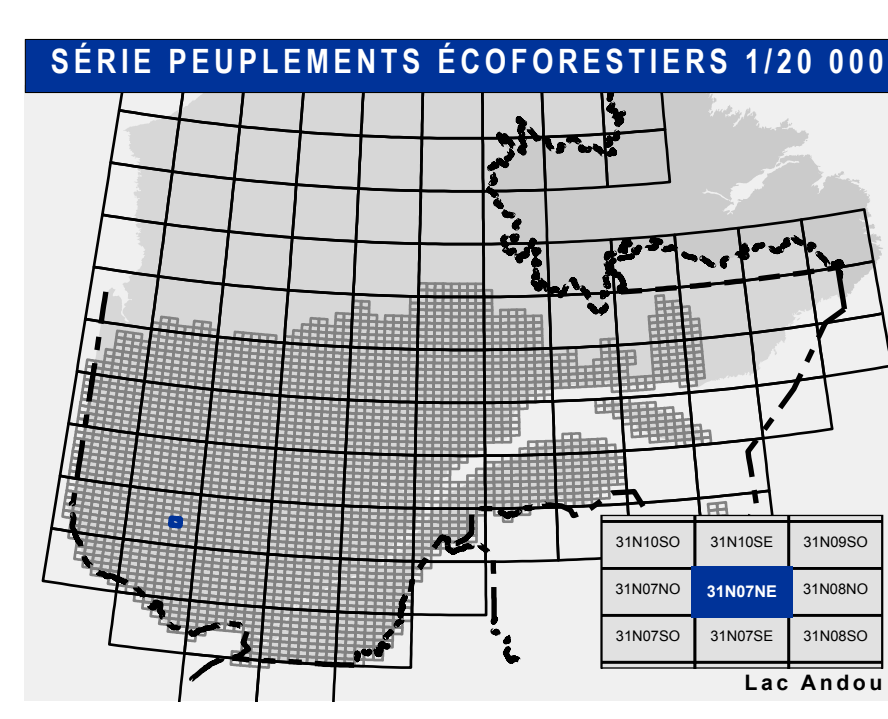 SÉRIE PEUPLEMENTS ÉCOFORESTIERS 1/20 000
31N10SO 31N10SE 31N09SO
31N07NO 31N07NE 31N08NO
31N07SO 31N07SE 31N08SO
Lac Andou